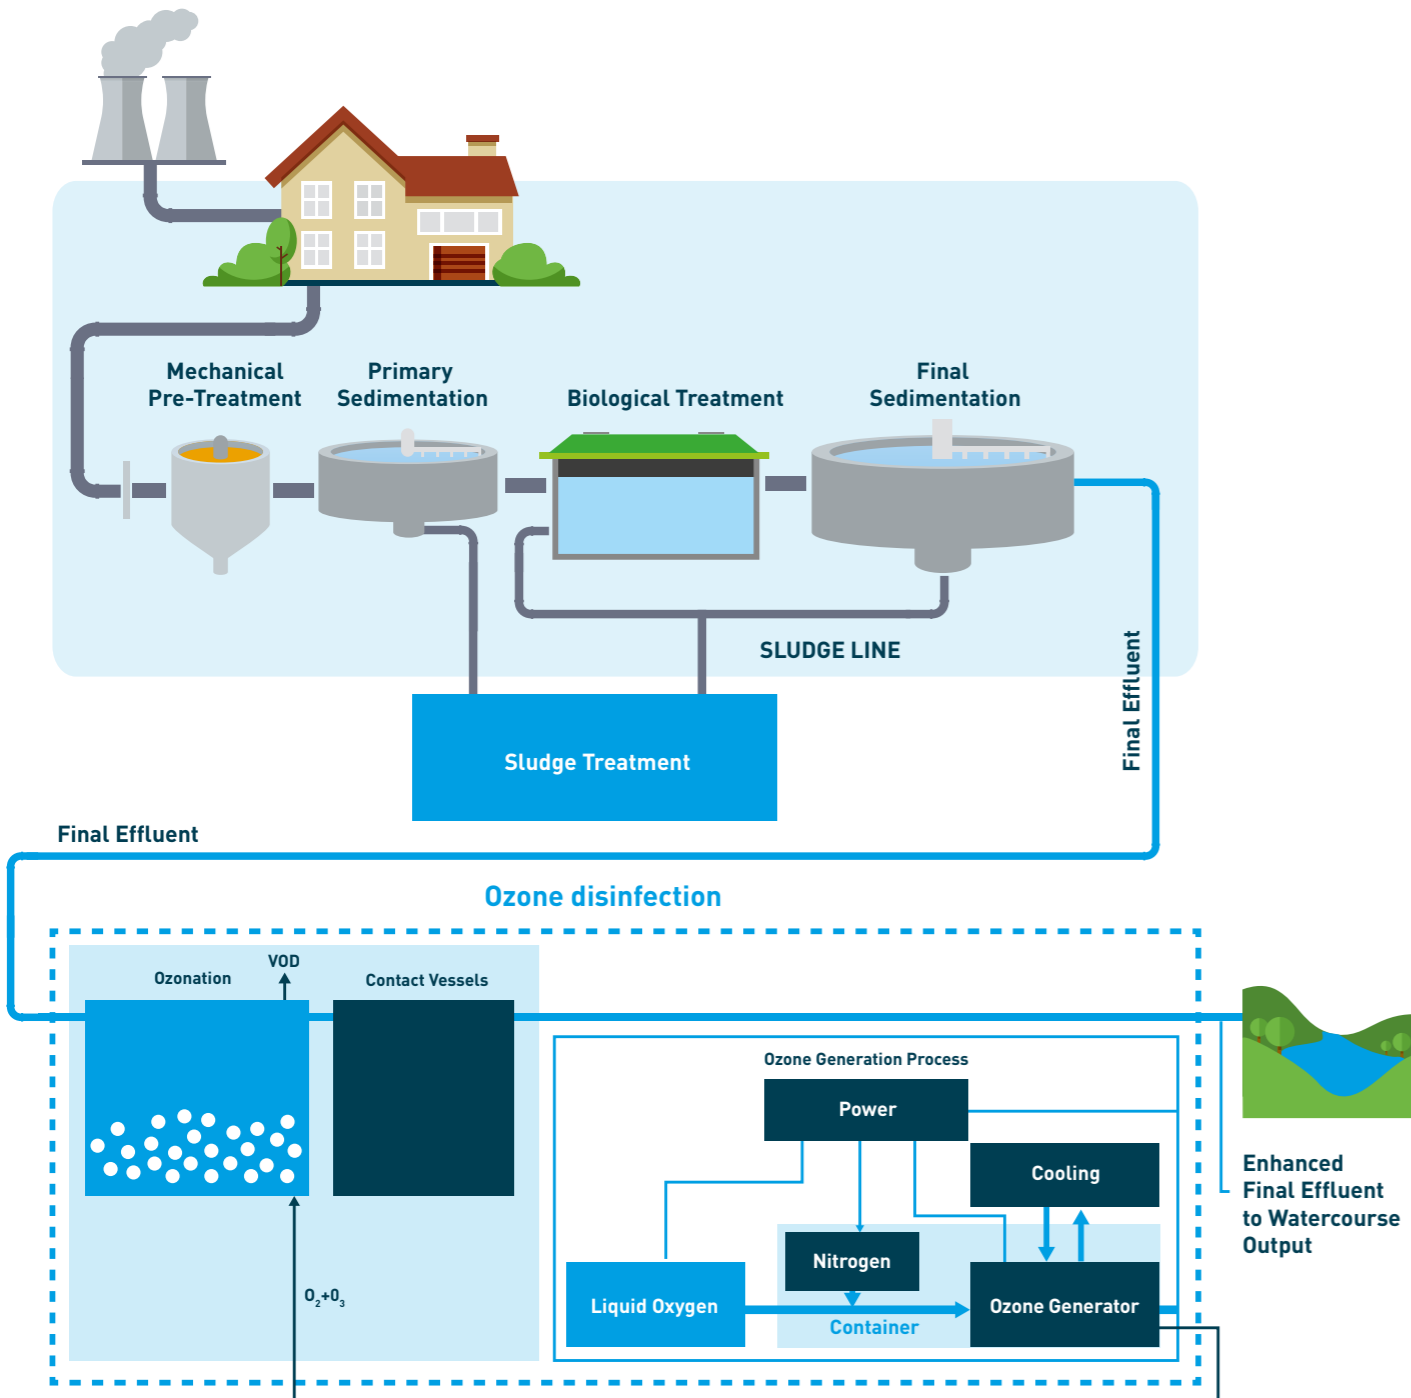 Mechanical
Pre-Treatment
Primary
Sedimentation
Biological Treatment
Final
Sedimentation
SLUDGE LINE
Final Effluent
Sludge Treatment
Final Effluent
Ozone disinfection
VOD
Ozonation
Contact Vessels
Ozone Generation Process
Power
Cooling
Nitrogen
Liquid Oxygen
Ozone Generator
Container
O₂+0₃
Enhanced
Final Effluent
to Watercourse
Output